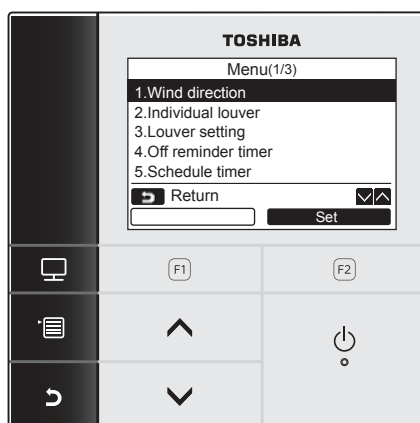 TOSHIBA
Menu(1/3)
1.Wind direction
2.Individual louver
3.Louver setting
4.Off reminder timer
5.Schedule timer
Return
Set
F1
F2